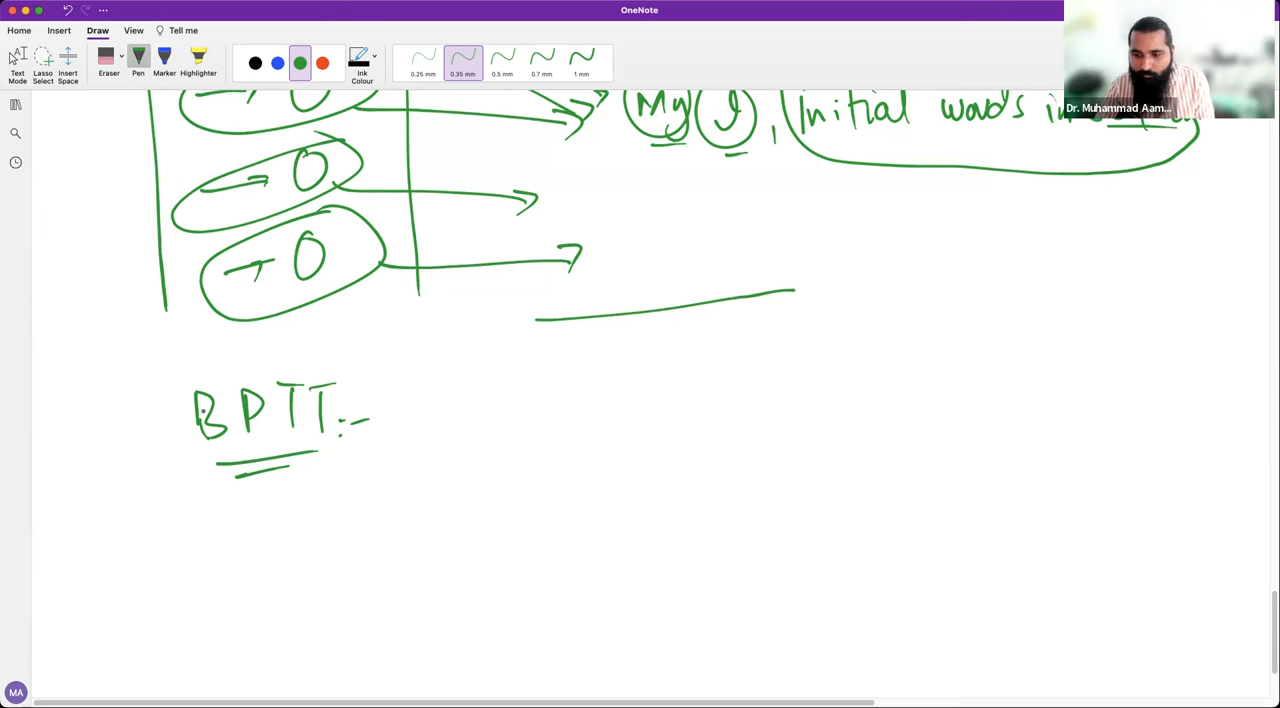 OneNote
Home Insert Draw View Tell me
Text Mode Lasso Select Insert Space Eraser Pen Marker Highlighter Ink Colour 0.25 mm 0.35 mm 0.5 mm 0.7 mm 1 mm
Dr. Muhammad Aam...
My I, Initial words in
BPTT:-
MA